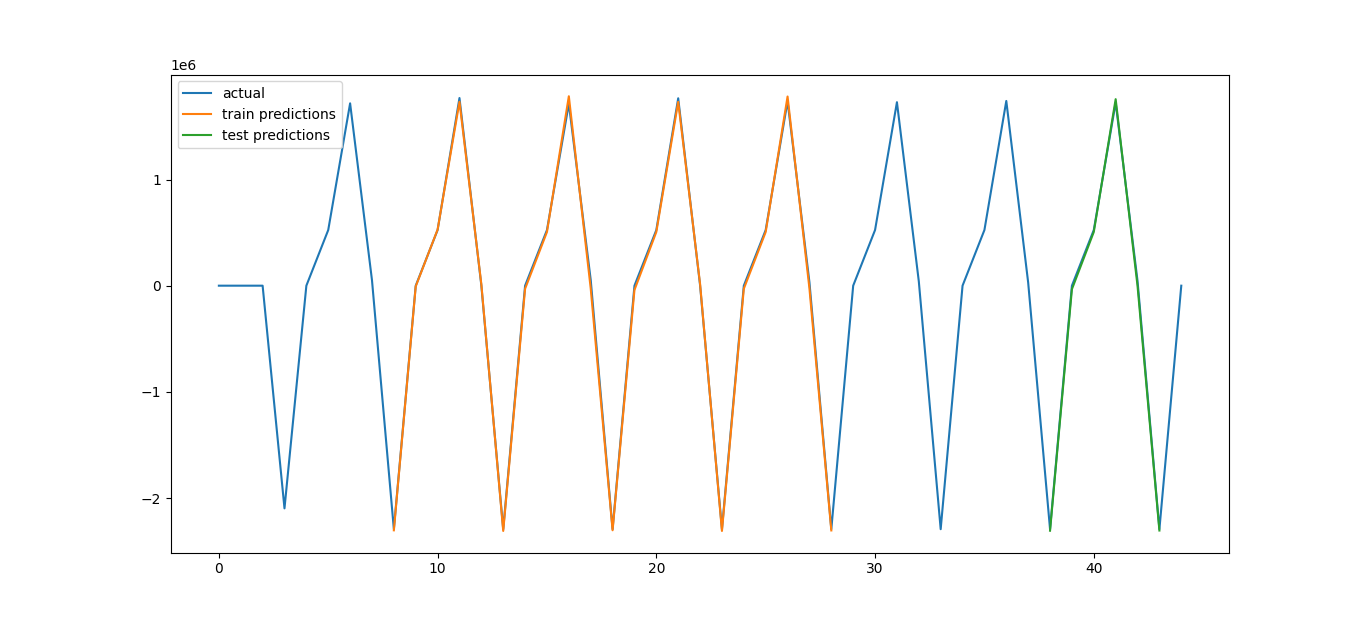 1e6
actual
train predictions
test predictions
1
0
−1
−2
0 10 20 30 40